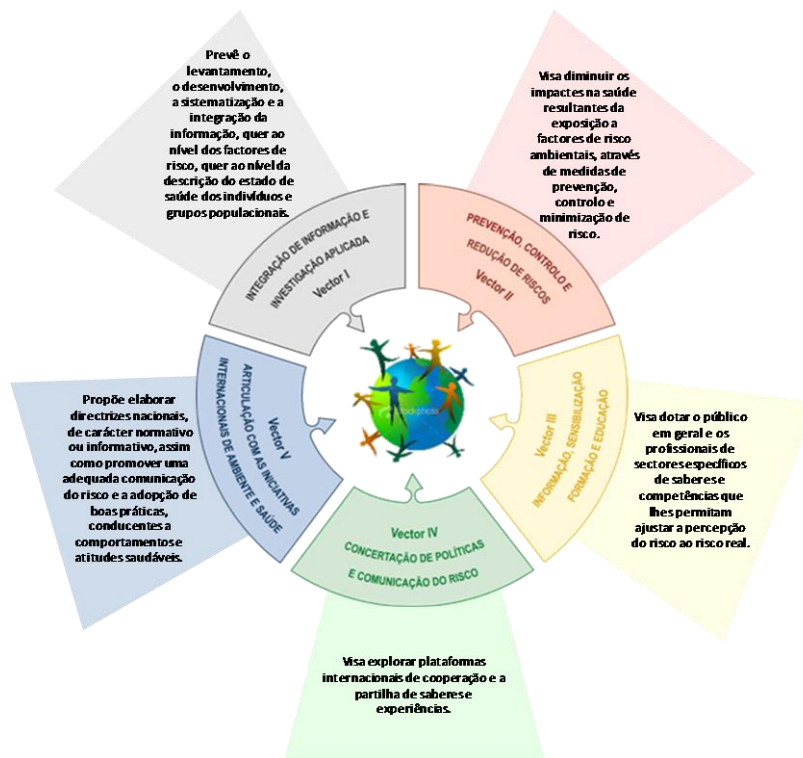 Prevê o
levantamento,
o desenvolvimento,
a sistematização e a
integração da
informação, quer ao
nível dos factores de
risco, quer ao nível da
descrição do estado de
saúde dos indivíduos e
grupos populacionais.
INTEGRAÇÃO DE INFORMAÇÃO E
INVESTIGAÇÃO APLICADA
Vector I
Visa diminuir os
impactes na saúde
resultantes da
exposição a
factores de risco
ambientais, através
de medidas de
prevenção,
controlo e
minimização de
risco.
PREVENÇÃO, CONTROLO E
REDUÇÃO DE RISCOS
Vector II
Visa dotar o público
em geral e os
profissionais de
sectores específicos
de saberes e
competências que
lhes permitam
ajustar a percepção
do risco ao risco real.
Vector III
INFORMAÇÃO, SENSIBILIZAÇÃO
FORMAÇÃO E EDUCAÇÃO
Vector IV
CONCERTAÇÃO DE POLÍTICAS
E COMUNICAÇÃO DO RISCO
Visa explorar plataformas
internacionais de cooperação e a
partilha de saberes e
experiências.
Vector V
ARTICULAÇÃO COM AS INICIATIVAS
INTERNACIONAIS DE AMBIENTE E SAÚDE
Propõe elaborar
directrizes nacionais,
de carácter normativo
ou informativo, assim
como promover uma
adequada comunicação
do risco e a adopção de
boas práticas,
conducentes a
comportamentos e
atitudes saudáveis.